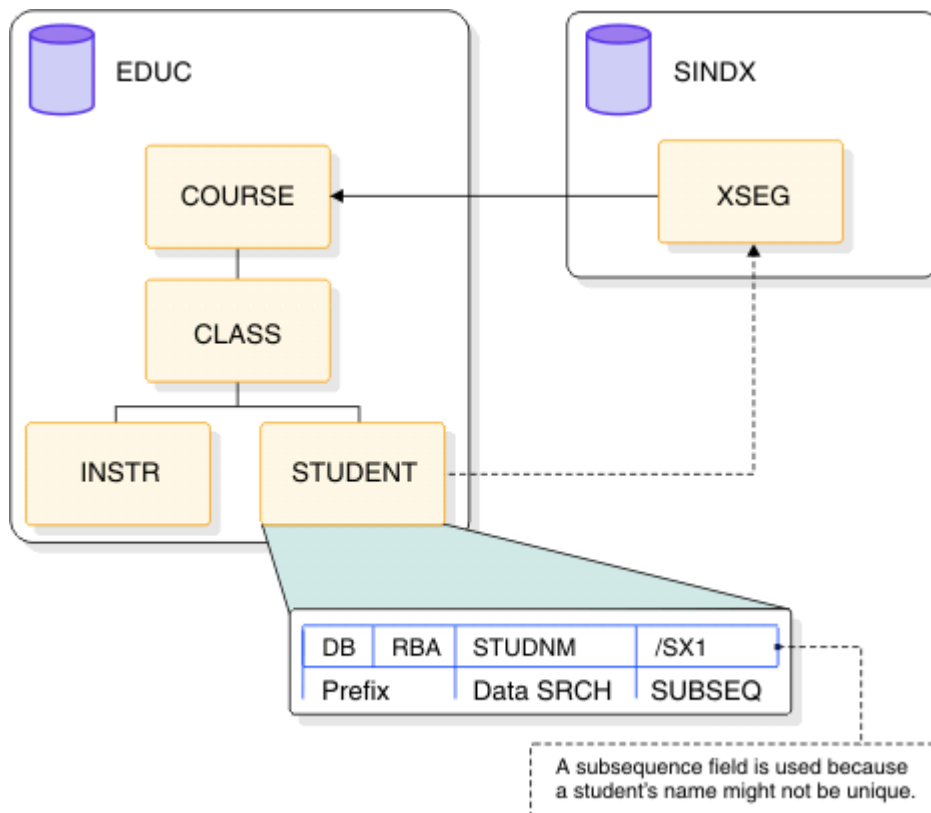 EDUC
SINDX
COURSE
XSEG
CLASS
INSTR
STUDENT
DB RBA STUDNM /SX1
Prefix Data SRCH SUBSEQ
A subsequence field is used because
a student's name might not be unique.